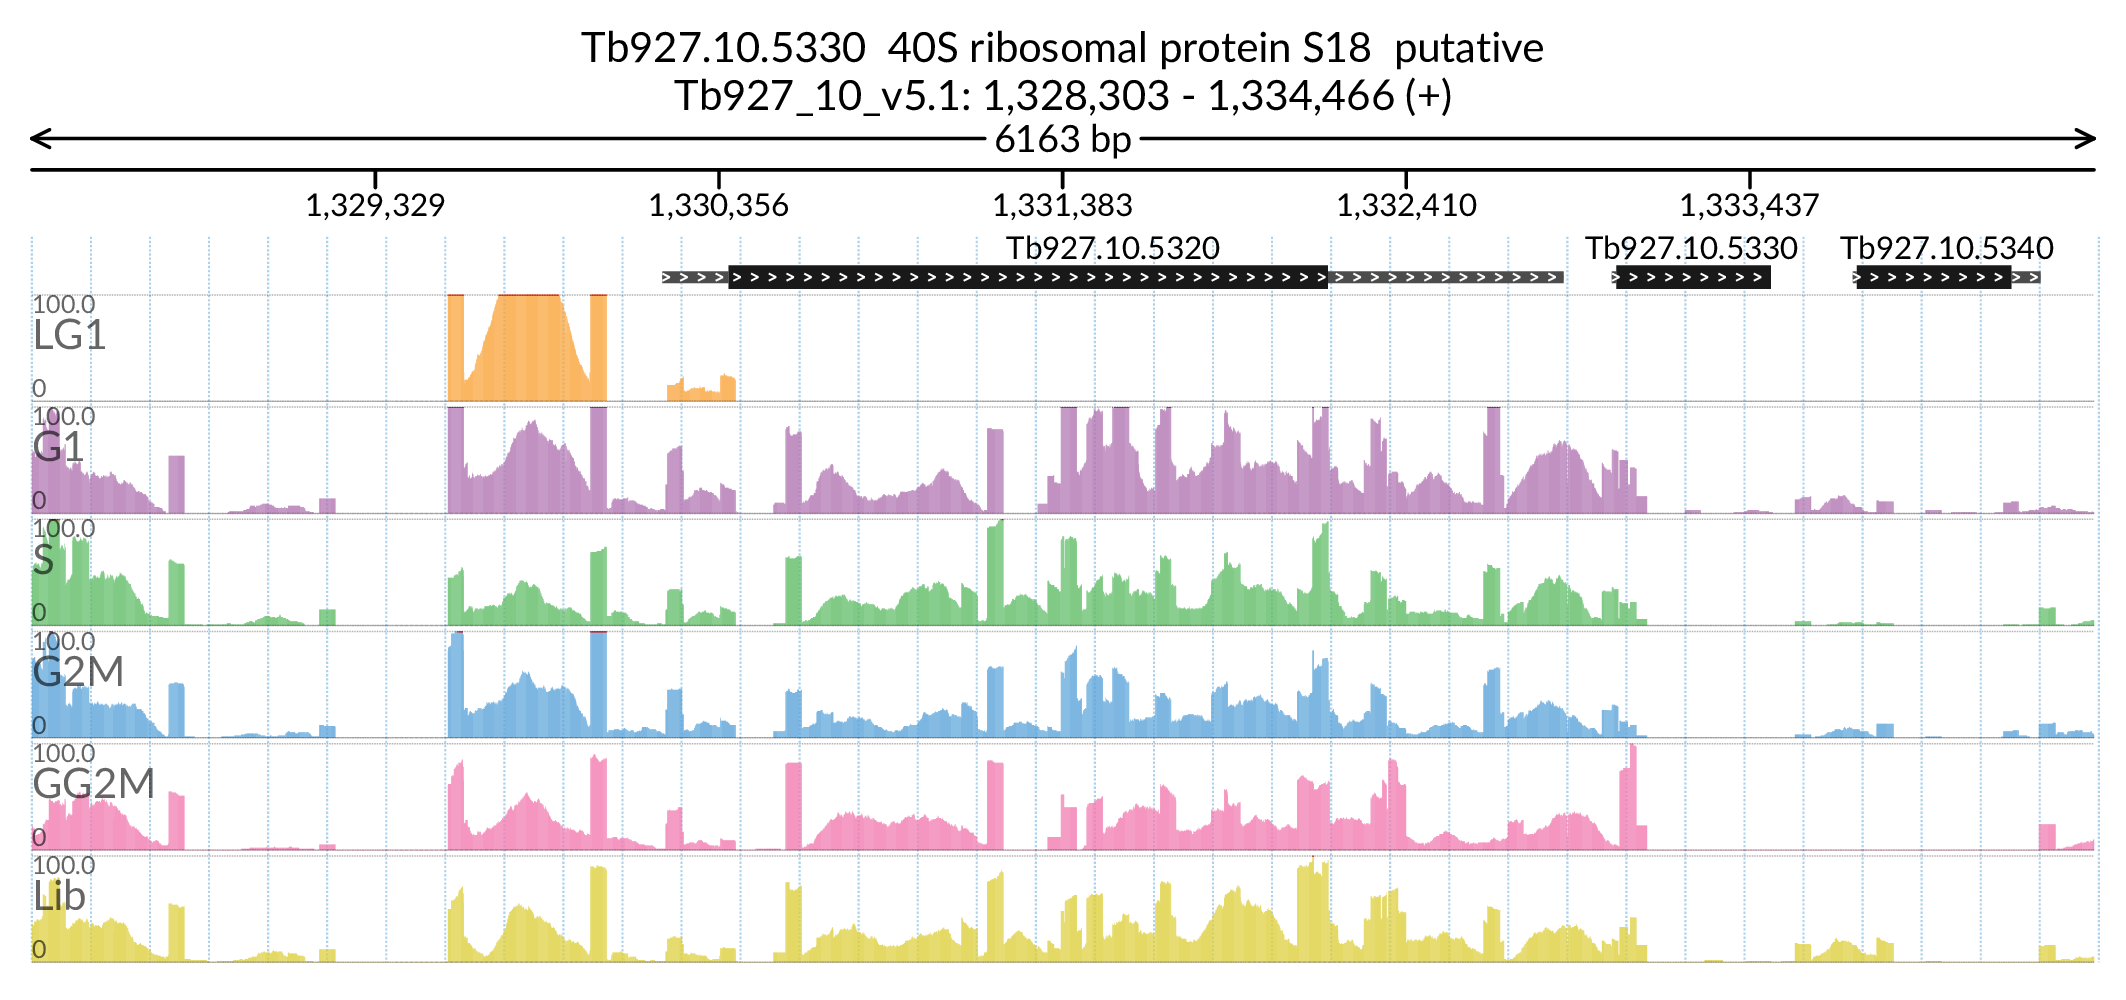 Tb927.10.5330  40S ribosomal protein S18  putative
Tb927_10_v5.1: 1,328,303 - 1,334,466 (+)
6163 bp
1,329,329 1,330,356 1,331,383 1,332,410 1,333,437
Tb927.10.5320 Tb927.10.5330 Tb927.10.5340
100.0
LG1
0
100.0
G1
0
100.0
S
0
100.0
G2M
0
100.0
GG2M
0
100.0
Lib
0